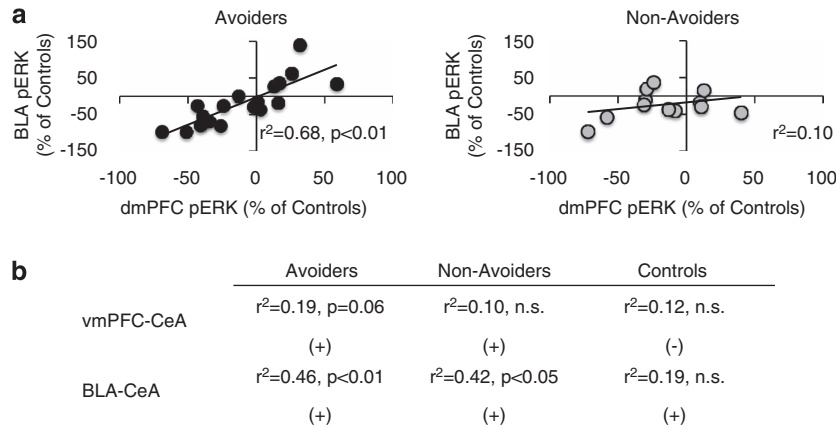 a
Avoiders
Non-Avoiders
BLA pERK
(% of Controls)
150
50
-50
-150
r²=0.68, p<0.01
-100 -50 0 50 100
dmPFC pERK (% of Controls)
BLA pERK
(% of Controls)
150
50
-50
-150
r²=0.10
-100 -50 0 50 100
dmPFC pERK (% of Controls)
b
Avoiders Non-Avoiders Controls
vmPFC-CeA
r²=0.19, p=0.06 r²=0.10, n.s. r²=0.12, n.s.
(+) (+) (-)
BLA-CeA
r²=0.46, p<0.01 r²=0.42, p<0.05 r²=0.19, n.s.
(+) (+) (+)